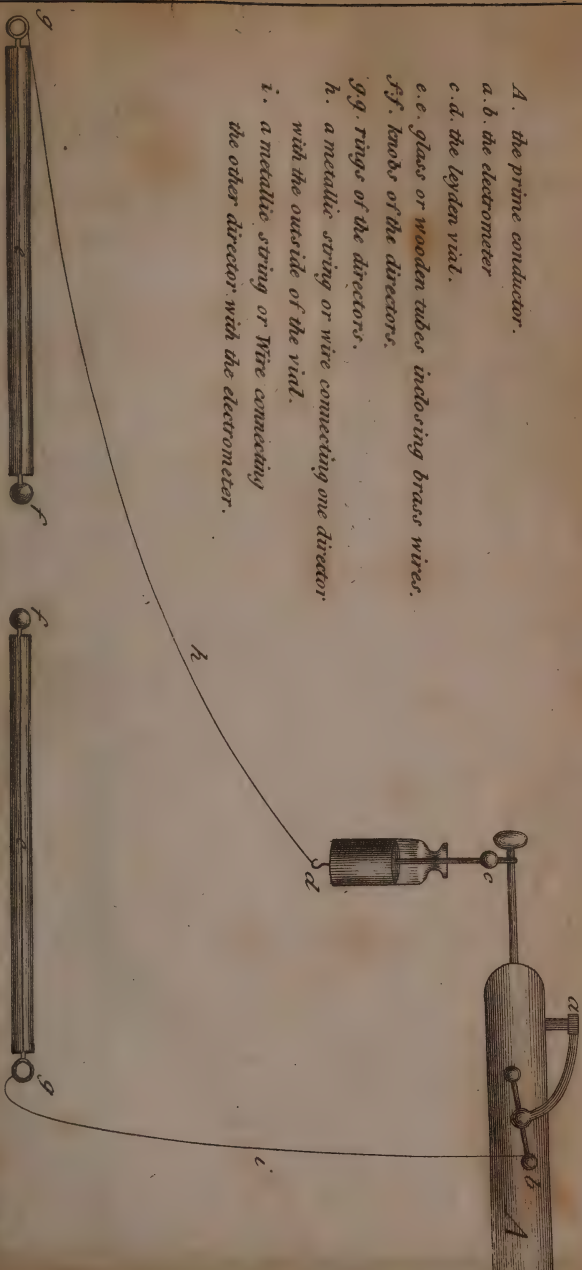 A. the prime conductor.
a.b the electrometer
c.d. the leyden vial.
e.e. glass or wooden tubes inclosing brass wires.
f.f. knobs of the directors.
g.g. rings of the directors.
h. a metallic string or wire connecting one director
with the outside of the vial.
i. a metallic string or Wire connecting
the other director with the electrometer.
a
b
A
c
d
h
i
g
e
f
f
e
g